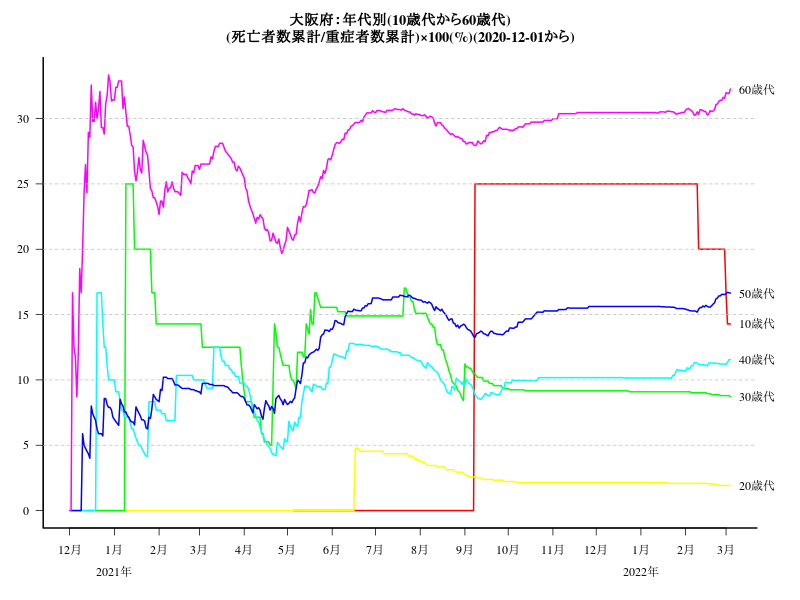 大阪府：年代別(10歳代から60歳代)
(死亡者数累計/重症者数累計)×100(%)(2020-12-01から)
30
25
20
15
10
5
0
60歳代
50歳代
10歳代
40歳代
30歳代
20歳代
12月 1月 2月 3月 4月 5月 6月 7月 8月 9月 10月 11月 12月 1月 2月 3月
2021年 2022年